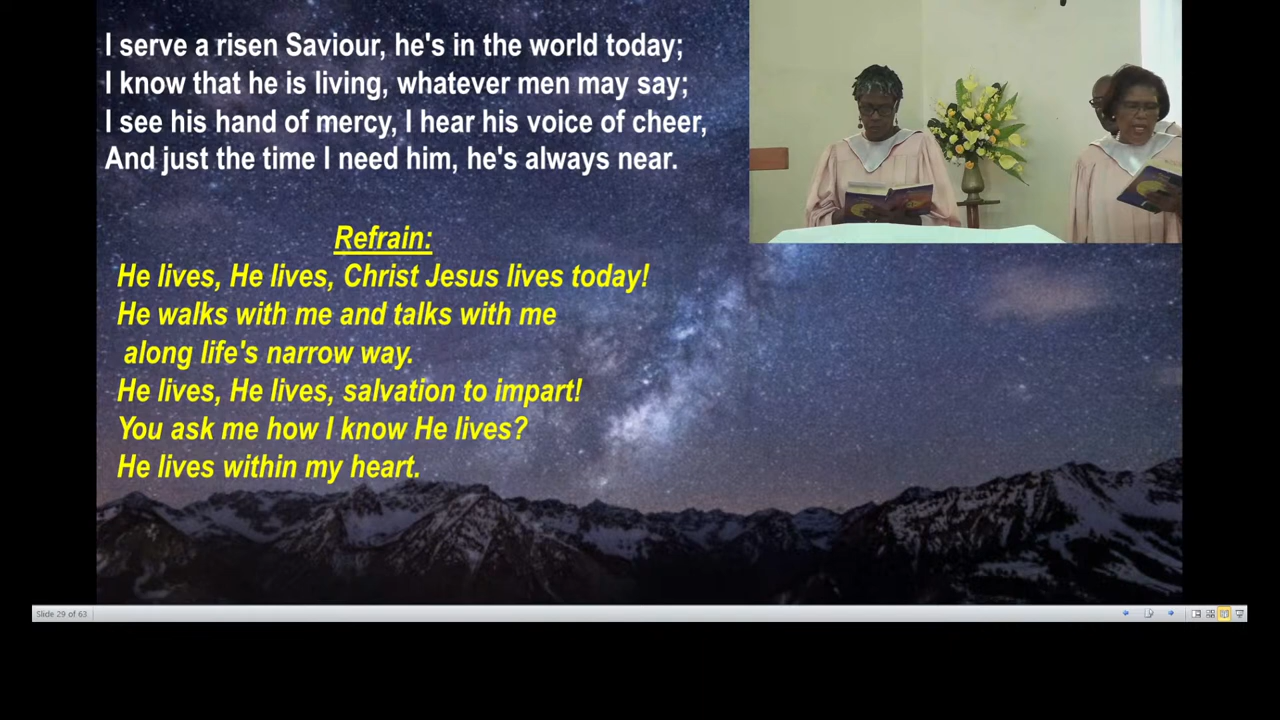 I serve a risen Saviour, he's in the world today;
I know that he is living, whatever men may say;
I see his hand of mercy, I hear his voice of cheer,
And just the time I need him, he's always near.
Refrain:
He lives, He lives, Christ Jesus lives today!
He walks with me and talks with me
along life's narrow way.
He lives, He lives, salvation to impart!
You ask me how I know He lives?
He lives within my heart.
Slide 29 of 63